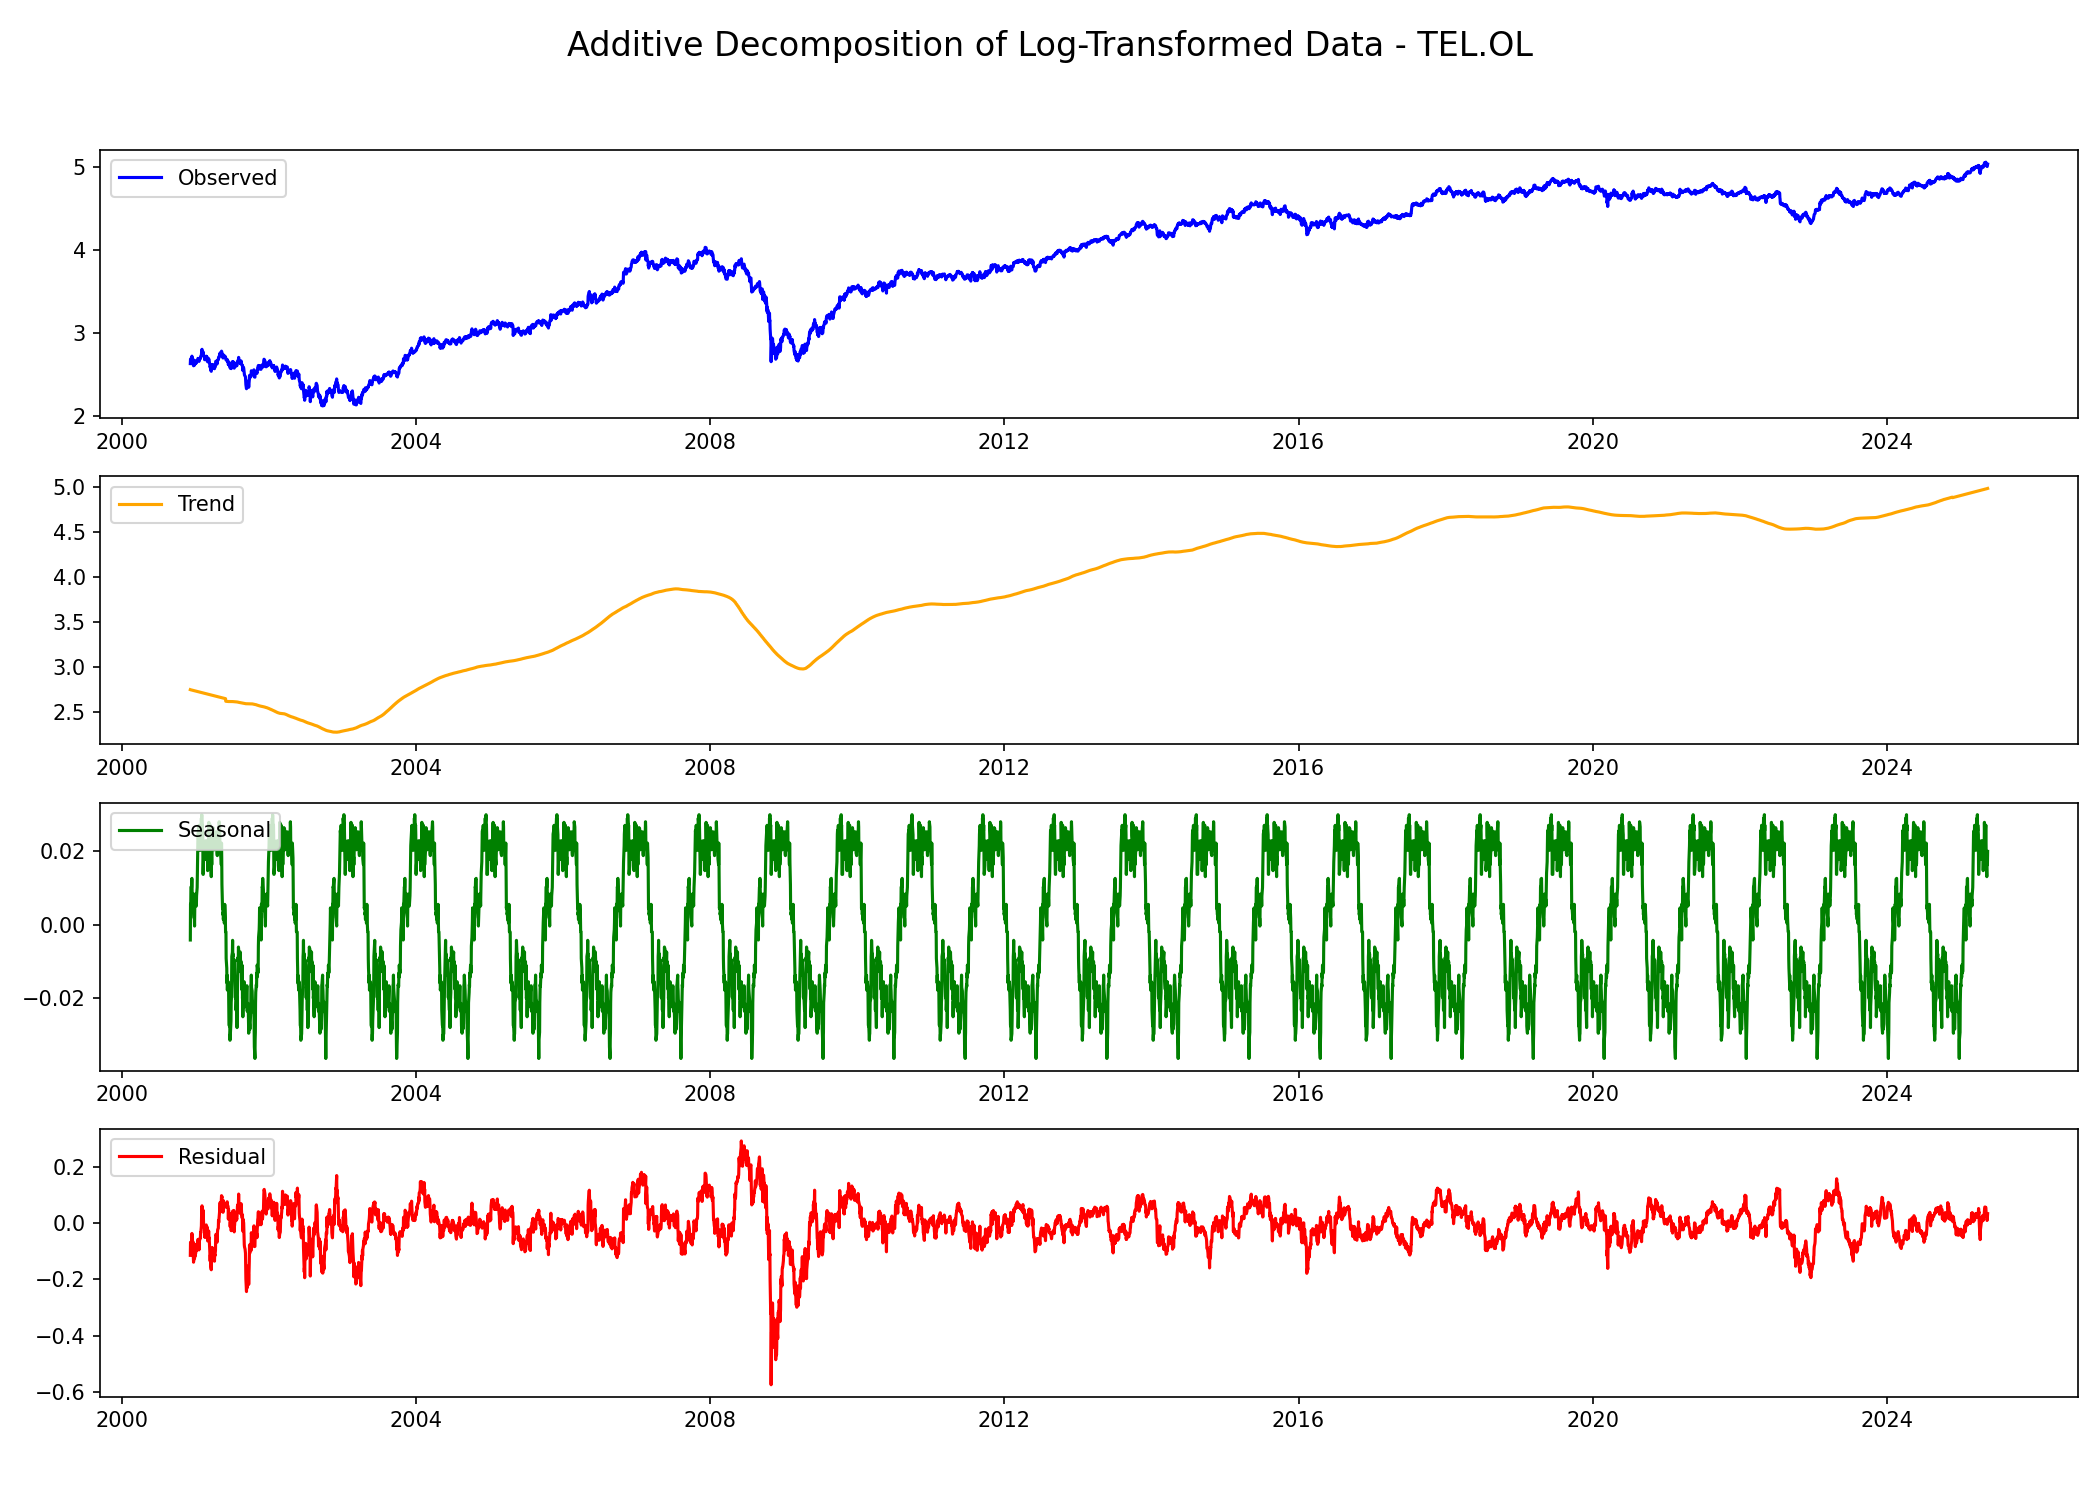 Additive Decomposition of Log-Transformed Data - TEL.OL
Observed
5
4
3
2
2000 2004 2008 2012 2016 2020 2024
Trend
5.0
4.5
4.0
3.5
3.0
2.5
2000 2004 2008 2012 2016 2020 2024
Seasonal
0.02
0.00
−0.02
2000 2004 2008 2012 2016 2020 2024
Residual
0.2
0.0
−0.2
−0.4
−0.6
2000 2004 2008 2012 2016 2020 2024